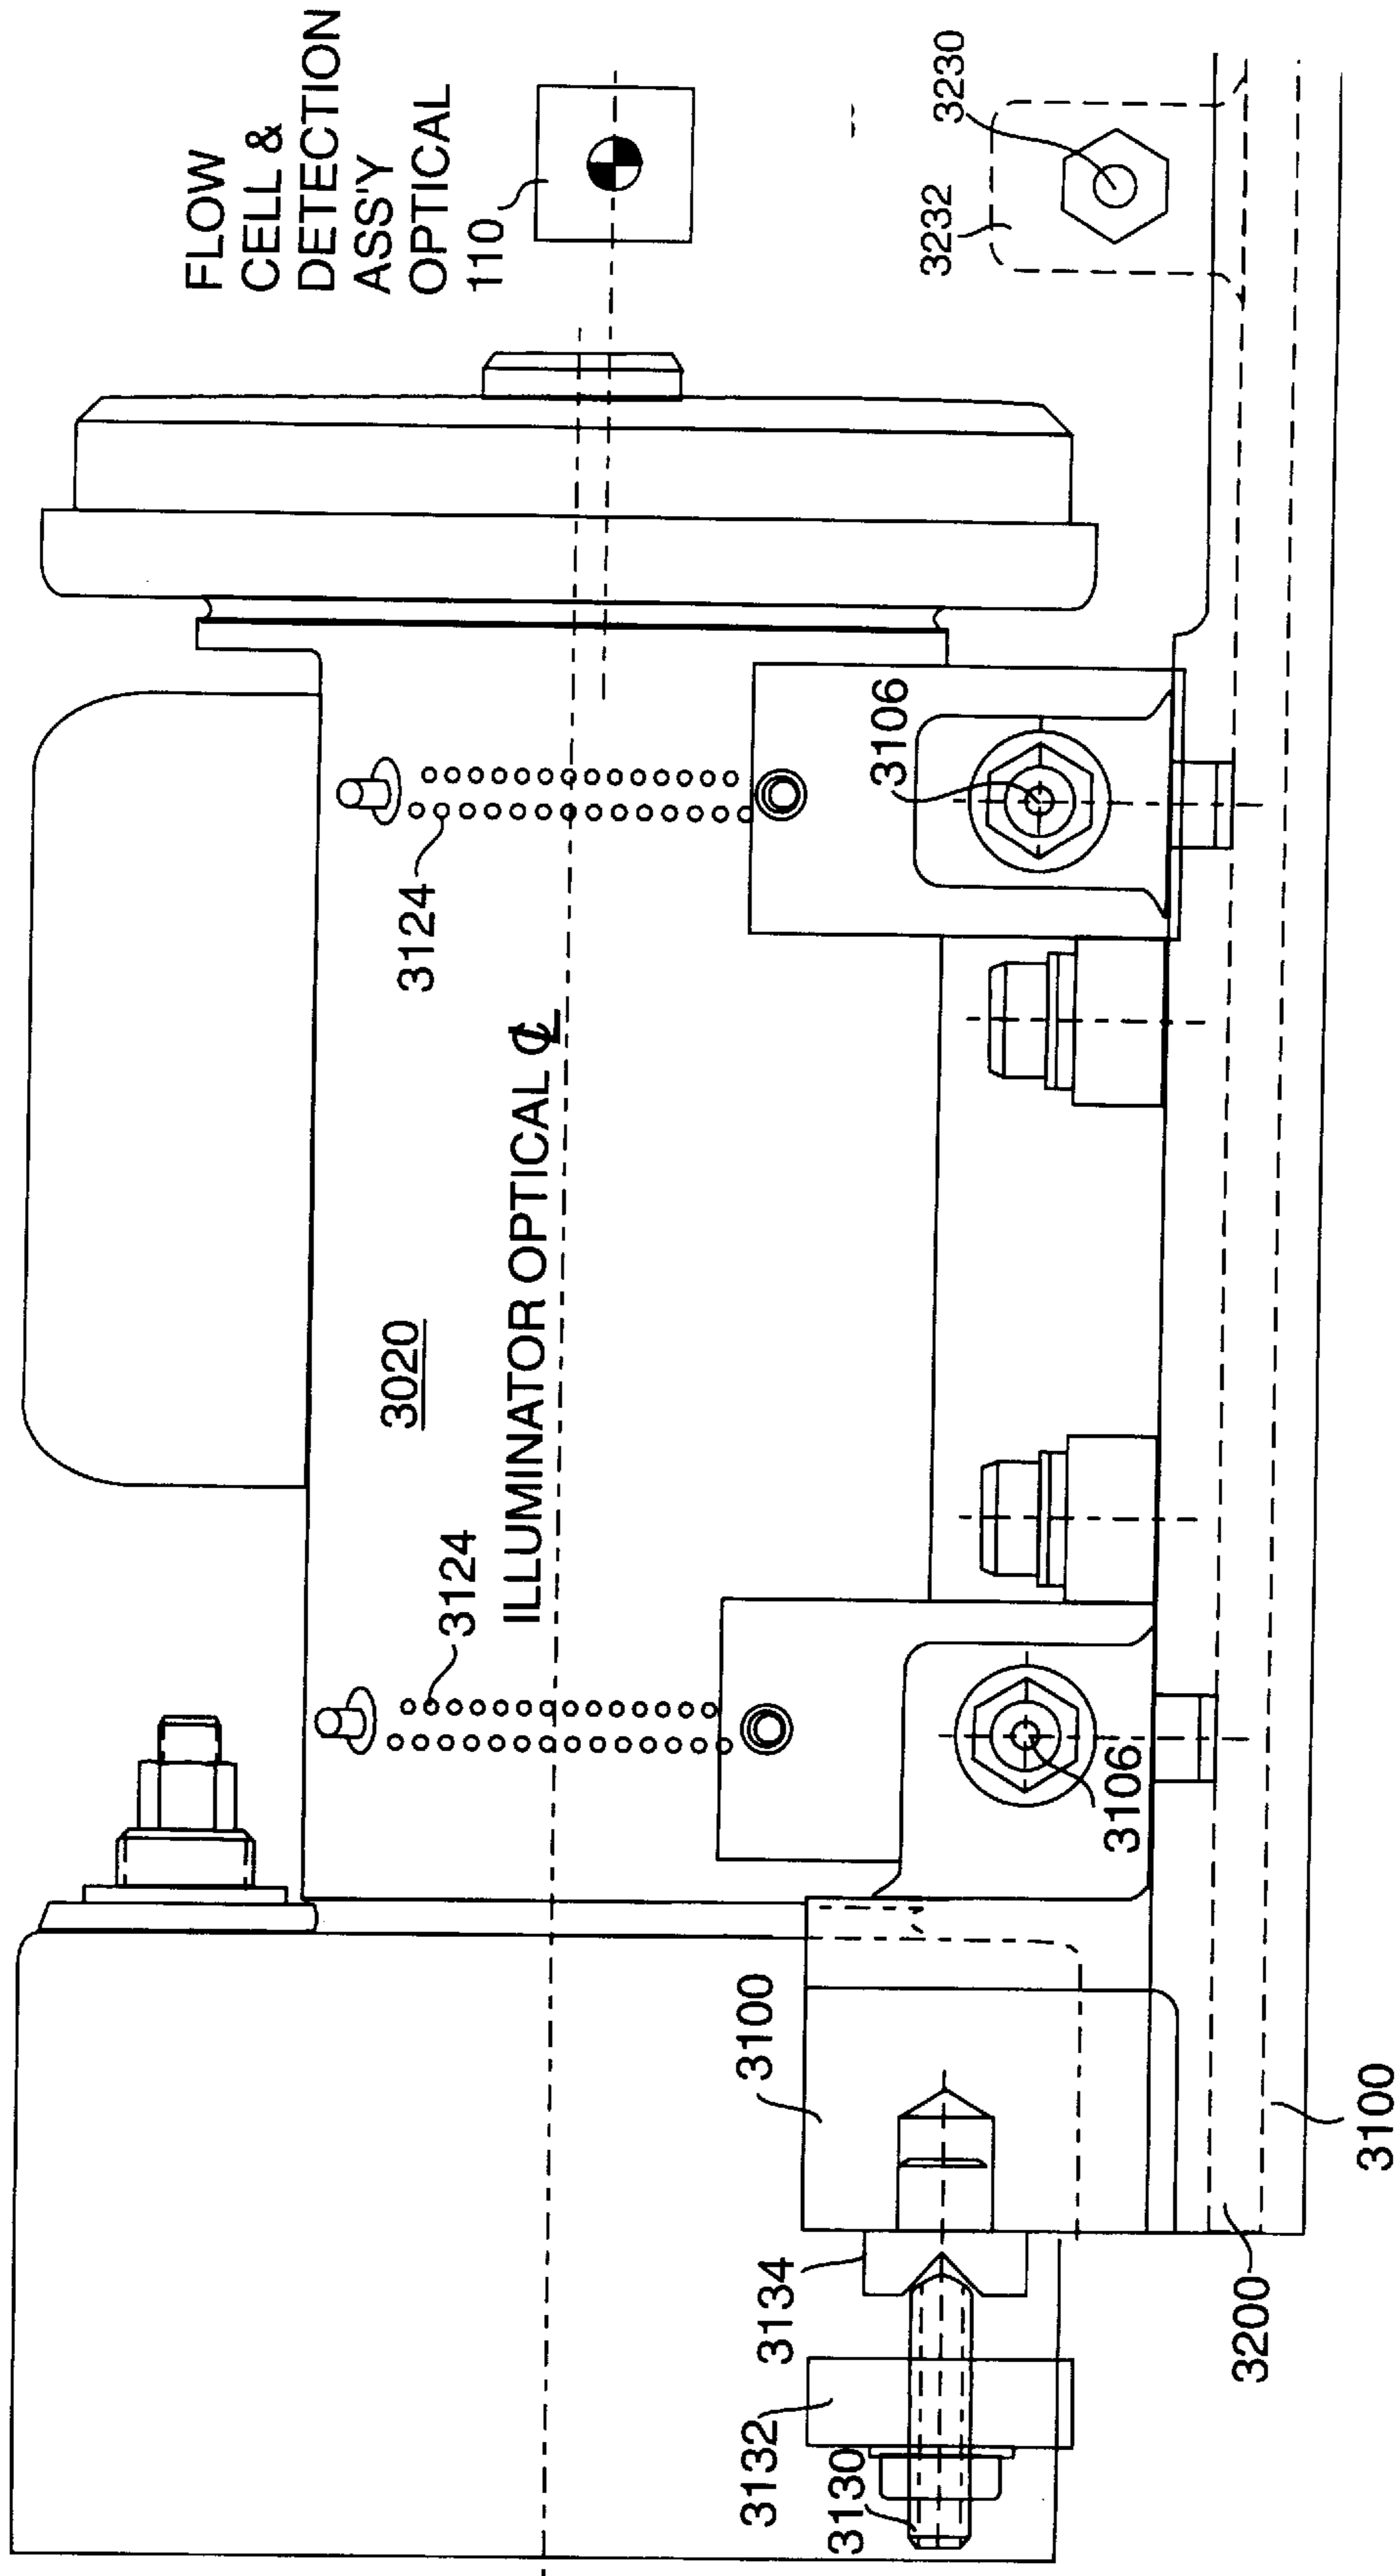 FLOW
CELL &
DETECTION
ASS'Y
OPTICAL
110
3230
3232
3106
3124
ILLUMINATOR OPTICAL ℄
3020
3124
3106
3100
3134
3132
3130
3200
3100